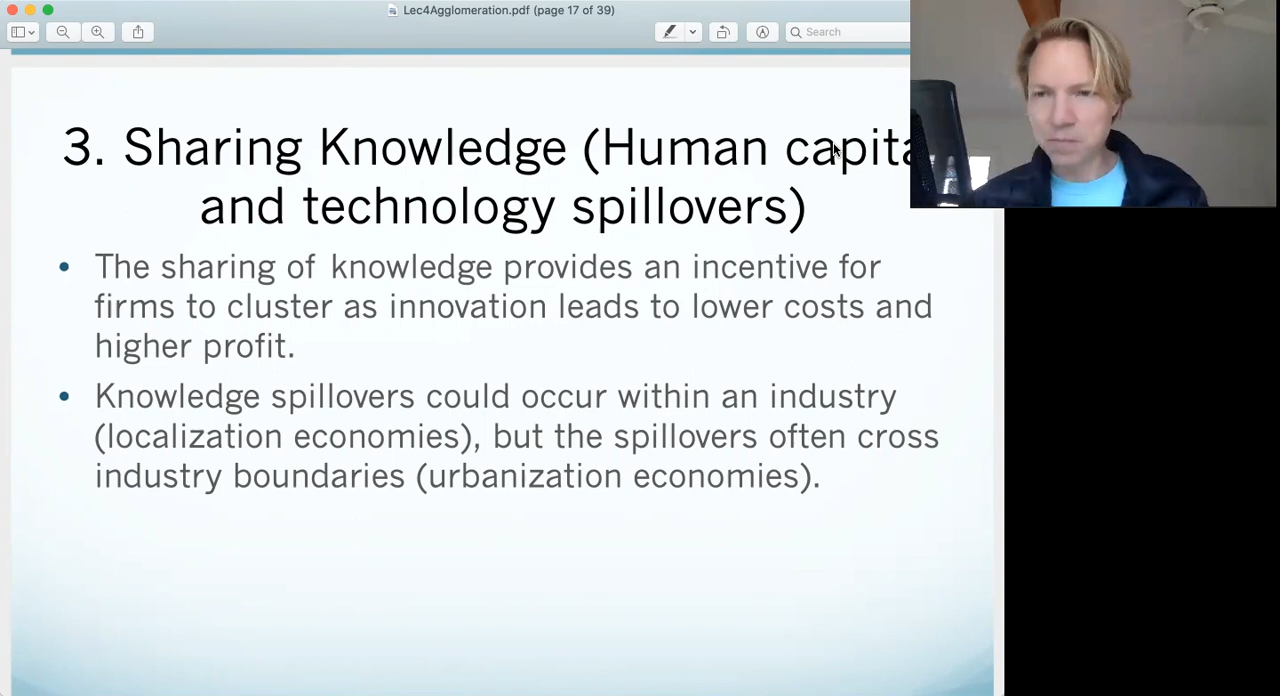 Lec4Agglomeration.pdf (page 17 of 39)
Search
3. Sharing Knowledge (Human capita
and technology spillovers)
• The sharing of knowledge provides an incentive for
firms to cluster as innovation leads to lower costs and
higher profit.
• Knowledge spillovers could occur within an industry
(localization economies), but the spillovers often cross
industry boundaries (urbanization economies).